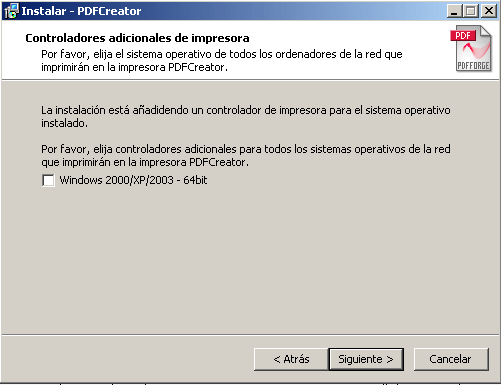 Instalar - PDFCreator
Controladores adicionales de impresora
Por favor, elija el sistema operativo de todos los ordenadores de la red que
imprimirán en la impresora PDFCreator.
PDF
PDFFORGE
La instalación está añadidendo un controlador de impresora para el sistema operativo
instalado.
Por favor, elija controladores adicionales para todos los sistemas operativos de la red
que imprimirán en la impresora PDFCreator.
Windows 2000/XP/2003 - 64bit
< Atrás
Siguiente >
Cancelar